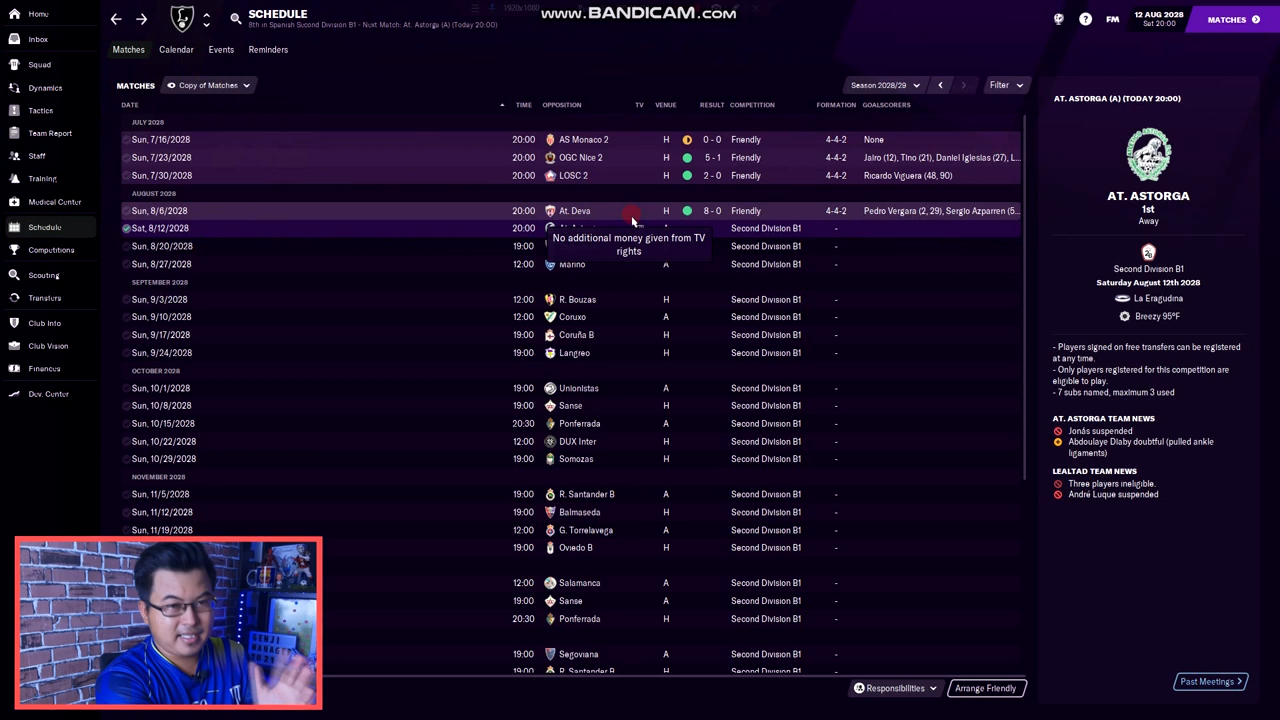 1920x1080
www.BANDICAM.com
SCHEDULE
8th in Spanish Second Division B1 - Next Match: At. Astorga (A) (Today 20:00)
FM
12 AUG 2028
Sat 20:00
MATCHES
Home
Inbox
Squad
Dynamics
Tactics
Team Report
Staff
Training
Medical Center
Schedule
Competitions
Scouting
Transfers
Club Info
Club Vision
Finances
Dev. Center
Matches Calendar Events Reminders
MATCHES Copy of Matches Season 2028/29 Filter
DATE TIME OPPOSITION TV VENUE RESULT COMPETITION FORMATION GOALSCORERS
JULY 2028
Sun, 7/16/2028 20:00 AS Monaco 2 H 0 - 0 Friendly 4-4-2 None
Sun, 7/23/2028 20:00 OGC Nice 2 H 5 - 1 Friendly 4-4-2 Jairo (12), Tino (21), Daniel Iglesias (27), L...
Sun, 7/30/2028 20:00 LOSC 2 H 2 - 0 Friendly 4-4-2 Ricardo Viguera (48, 90)
AUGUST 2028
Sun, 8/6/2028 20:00 At. Deva H 8 - 0 Friendly 4-4-2 Pedro Vergara (2, 29), Sergio Azparren (5...
Sat, 8/12/2028 20:00 Second Division B1 -
No additional money given from TV rights
Sun, 8/20/2028 19:00 Second Division B1 -
Sun, 8/27/2028 12:00 Marino A Second Division B1 -
SEPTEMBER 2028
Sun, 9/3/2028 12:00 R. Bouzas H Second Division B1 -
Sun, 9/10/2028 12:00 Coruxo A Second Division B1 -
Sun, 9/17/2028 19:00 Coruña B H Second Division B1 -
Sun, 9/24/2028 19:00 Langreo H Second Division B1 -
OCTOBER 2028
Sun, 10/1/2028 19:00 Unionistas A Second Division B1 -
Sun, 10/8/2028 19:00 Sanse H Second Division B1 -
Sun, 10/15/2028 20:30 Ponferrada A Second Division B1 -
Sun, 10/22/2028 12:00 DUX Inter H Second Division B1 -
Sun, 10/29/2028 19:00 Somozas H Second Division B1 -
NOVEMBER 2028
Sun, 11/5/2028 19:00 R. Santander B A Second Division B1 -
Sun, 11/12/2028 19:00 Balmaseda H Second Division B1 -
Sun, 11/19/2028 12:00 G. Torrelavega A Second Division B1 -
19:00 Oviedo B H Second Division B1 -
12:00 Salamanca A Second Division B1 -
19:00 Sanse A Second Division B1 -
20:30 Ponferrada H Second Division B1 -
19:00 Segoviana A Second Division B1 -
19:00 R. Santander B H Second Division B1 -
Responsibilities Arrange Friendly
AT. ASTORGA (A) (TODAY 20:00)
AT. ASTORGA
1st
Away
Second Division B1
Saturday August 12th 2028
La Eragudina
Breezy 95°F
- Players signed on free transfers can be registered
at any time.
- Only players registered for this competition are
eligible to play.
- 7 subs named, maximum 3 used
AT. ASTORGA TEAM NEWS
Jonás suspended
Abdoulaye Diaby doubtful (pulled ankle
ligaments)
LEALTAD TEAM NEWS
Three players ineligible.
André Luque suspended
Past Meetings